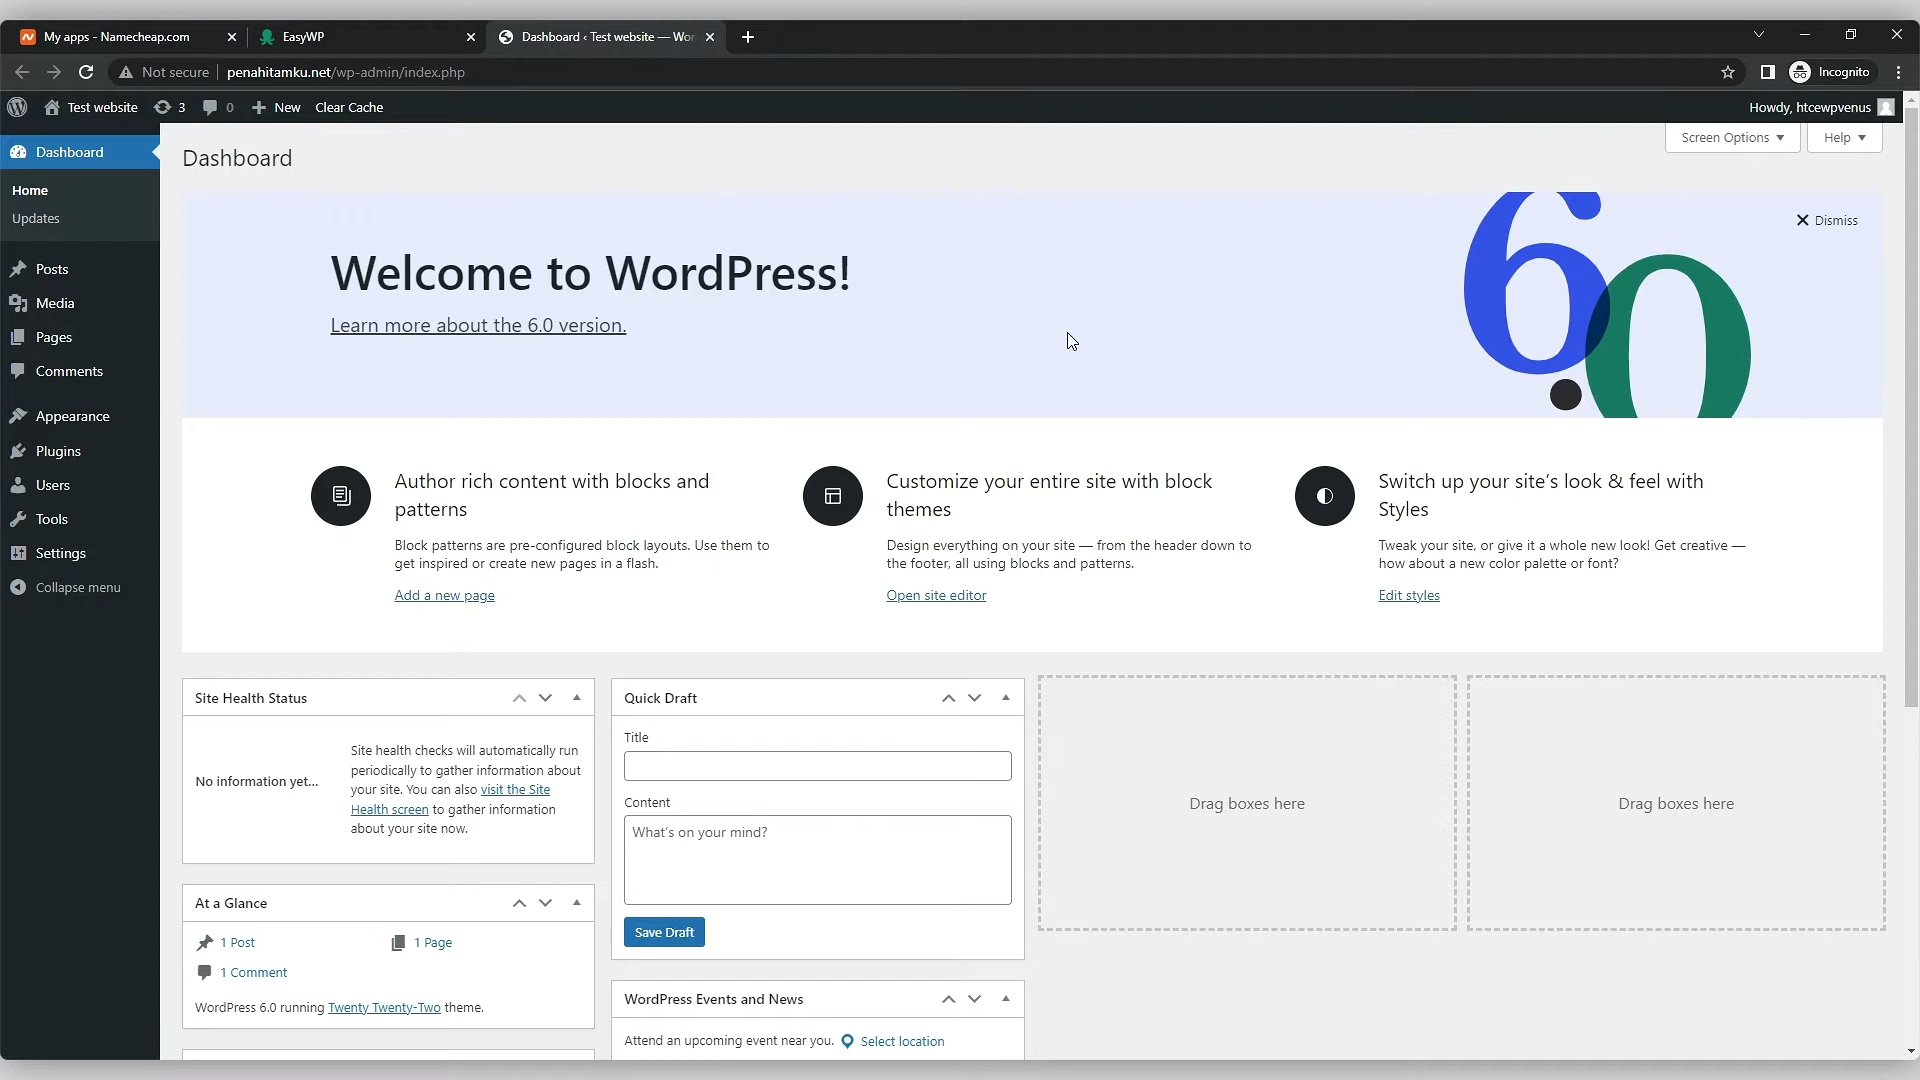 My apps - Namecheap.com
EasyWP
Dashboard ‹ Test website — Wor
Not secure
penahitamku.net/wp-admin/index.php
Incognito
Test website
3
0
New
Clear Cache
Howdy, htcewpvenus
Dashboard
Home
Updates
Posts
Media
Pages
Comments
Appearance
Plugins
Users
Tools
Settings
Collapse menu
Dashboard
Screen Options
Help
Welcome to WordPress!
Learn more about the 6.0 version.
60
Dismiss
Author rich content with blocks and
patterns
Block patterns are pre-configured block layouts. Use them to
get inspired or create new pages in a flash.
Add a new page
Customize your entire site with block
themes
Design everything on your site — from the header down to
the footer, all using blocks and patterns.
Open site editor
Switch up your site’s look & feel with
Styles
Tweak your site, or give it a whole new look! Get creative —
how about a new color palette or font?
Edit styles
Site Health Status
No information yet...
Site health checks will automatically run
periodically to gather information about
your site. You can also visit the Site
Health screen to gather information
about your site now.
At a Glance
1 Post
1 Page
1 Comment
WordPress 6.0 running Twenty Twenty-Two theme.
Quick Draft
Title
Content
What’s on your mind?
Save Draft
WordPress Events and News
Attend an upcoming event near you.
Select location
Drag boxes here
Drag boxes here